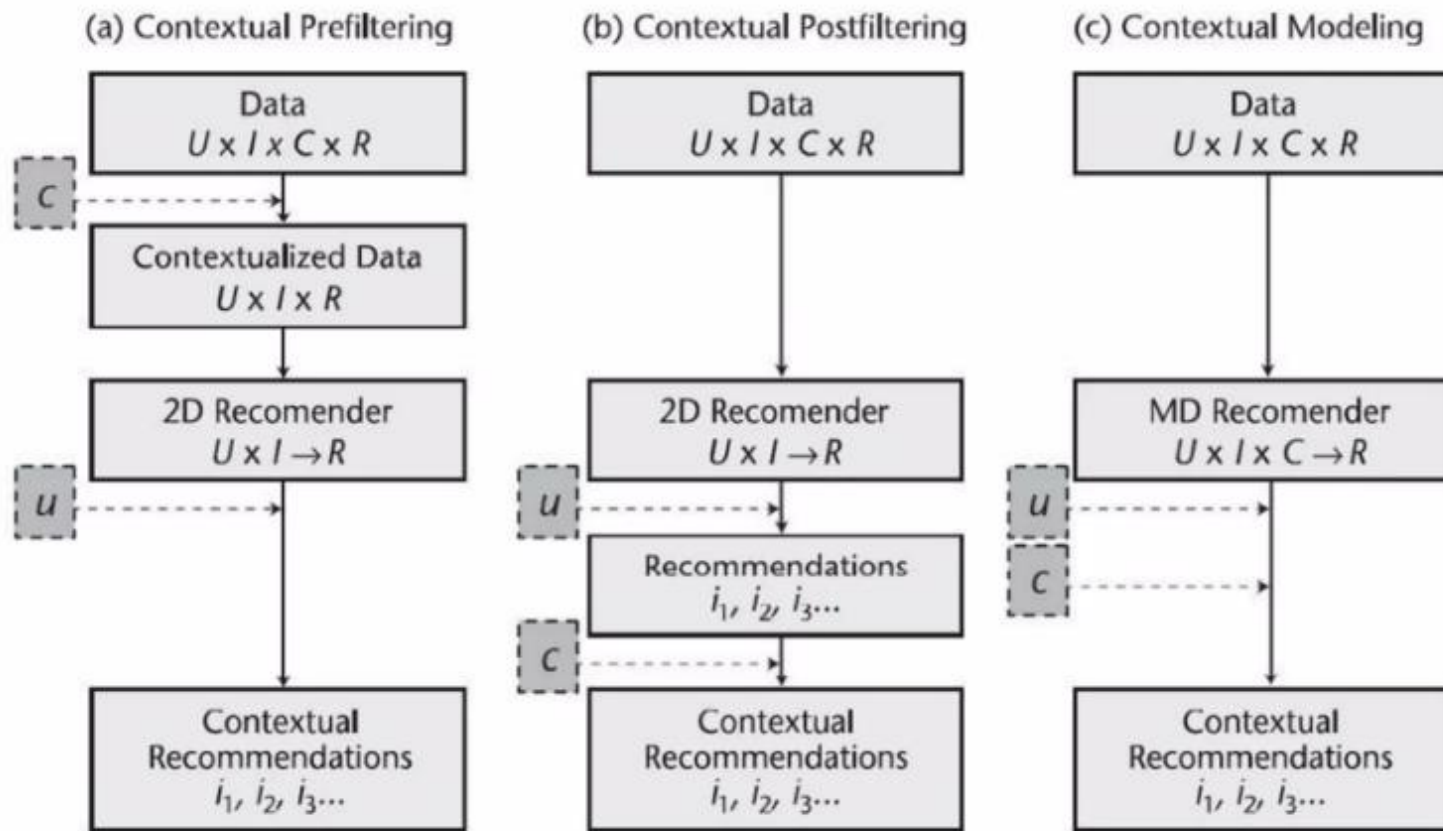 (a) Contextual Prefiltering
Data
U x I x C x R
c
Contextualized Data
U x I x R
2D Recomender
U x I → R
u
Contextual
Recommendations
i₁, i₂, i₃...
(b) Contextual Postfiltering
Data
U x I x C x R
2D Recomender
U x I → R
u
Recommendations
i₁, i₂, i₃...
c
Contextual
Recommendations
i₁, i₂, i₃...
(c) Contextual Modeling
Data
U x I x C x R
MD Recomender
U x I x C → R
u
c
Contextual
Recommendations
i₁, i₂, i₃...